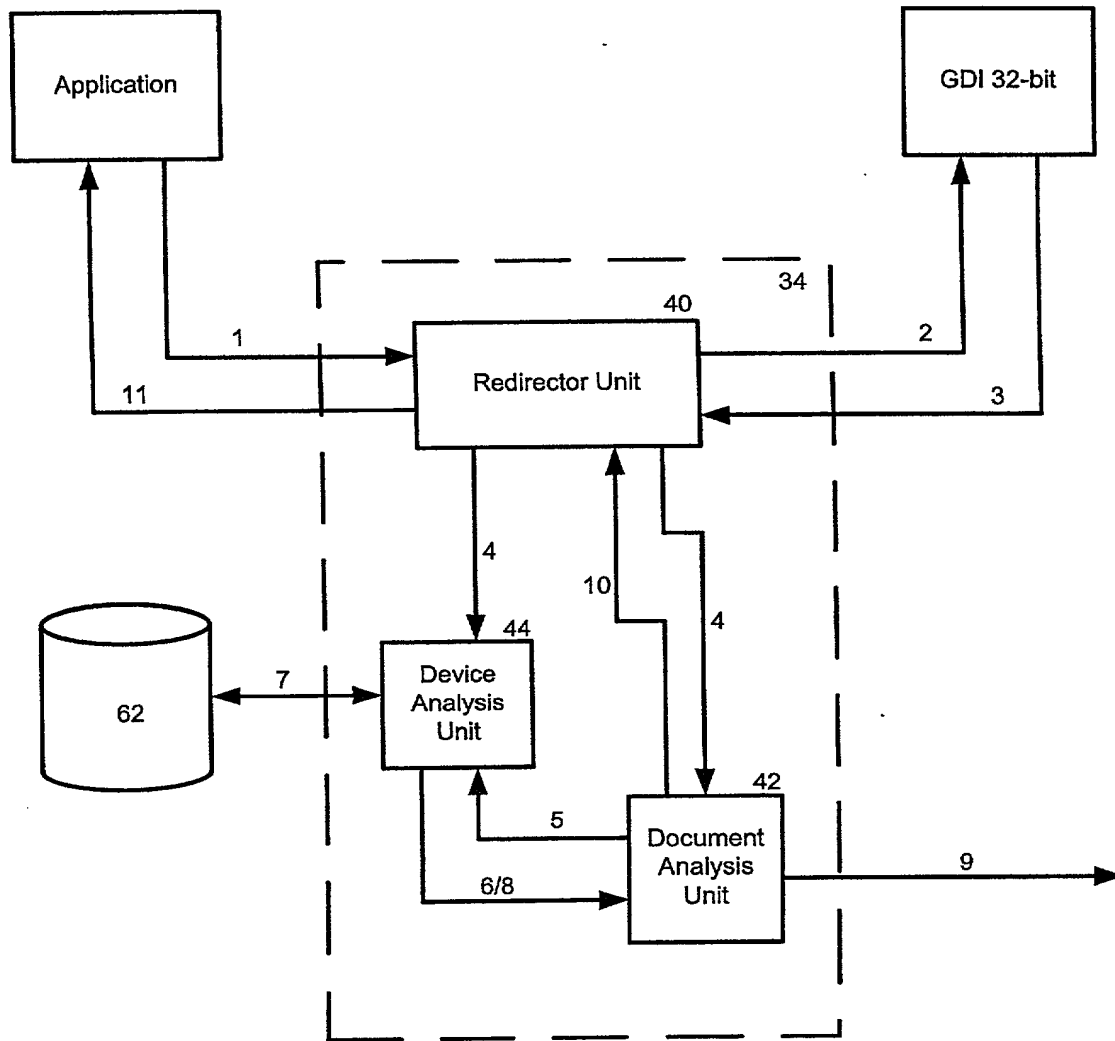 Application
GDI 32-bit
34
40
1
2
Redirector Unit
11
3
4
10
4
44
Device
Analysis
Unit
7
62
42
5
Document
Analysis
Unit
9
6/8